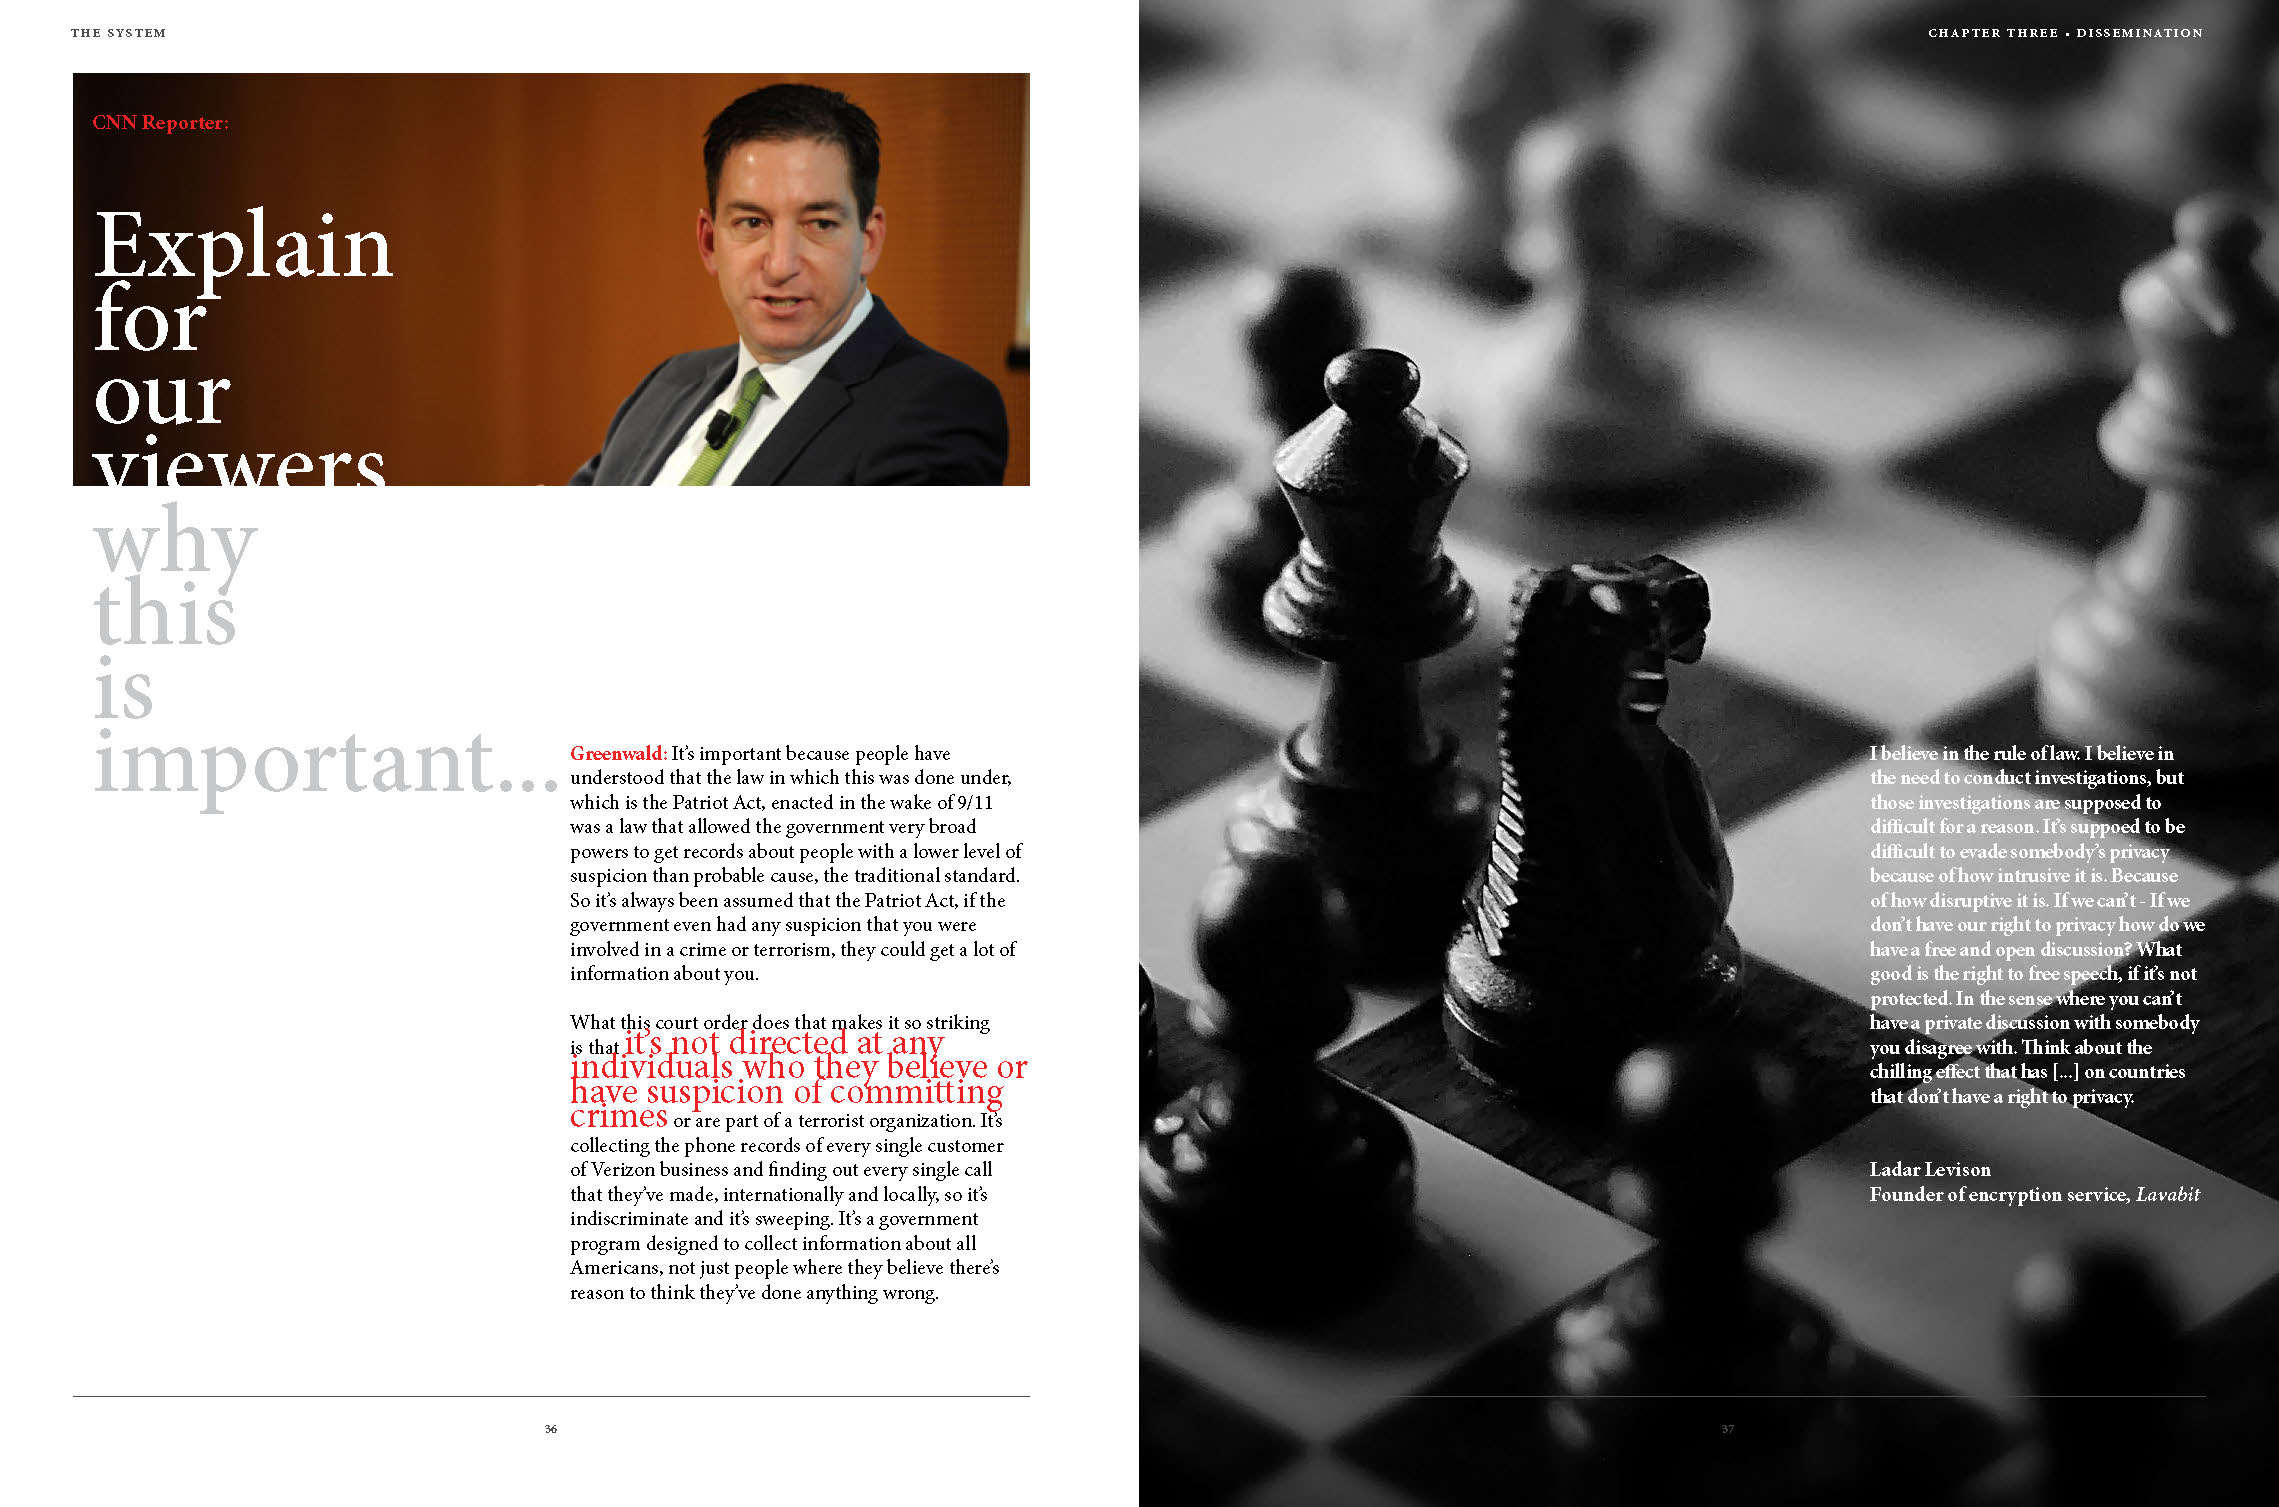 THE SYSTEM
CNN Reporter:
Explain
for
our
viewers
why
this
is
important...
Greenwald: It's important because people have
understood that the law in which this was done under,
which is the Patriot Act, enacted in the wake of 9/11
was a law that allowed the government very broad
powers to get records about people with a lower level of
suspicion than probable cause, the traditional standard.
So it's always been assumed that the Patriot Act, if the
government even had any suspicion that you were
involved in a crime or terrorism, they could get a lot of
information about you.
What this court order does that makes it so striking
is that it's not directed at any
individuals who they believe or
have suspicion of committing
crimes or are part of a terrorist organization. It's
collecting the phone records of every single customer
of Verizon business and finding out every single call
that they've made, internationally and locally, so it's
indiscriminate and it's sweeping. It's a government
program designed to collect information about all
Americans, not just people where they believe there's
reason to think they've done anything wrong.
36
CHAPTER THREE • DISSEMINATION
I believe in the rule of law. I believe in
the need to conduct investigations, but
those investigations are supposed to
difficult for a reason. It's suppoed to be
difficult to evade somebody's privacy
because of how intrusive it is. Because
of how disruptive it is. If we can't - If we
don't have our right to privacy how do we
have a free and open discussion? What
good is the right to free speech, if it's not
protected. In the sense where you can't
have a private discussion with somebody
you disagree with. Think about the
chilling effect that has [...] on countries
that don't have a right to privacy.
Ladar Levison
Founder of encryption service, Lavabit
37